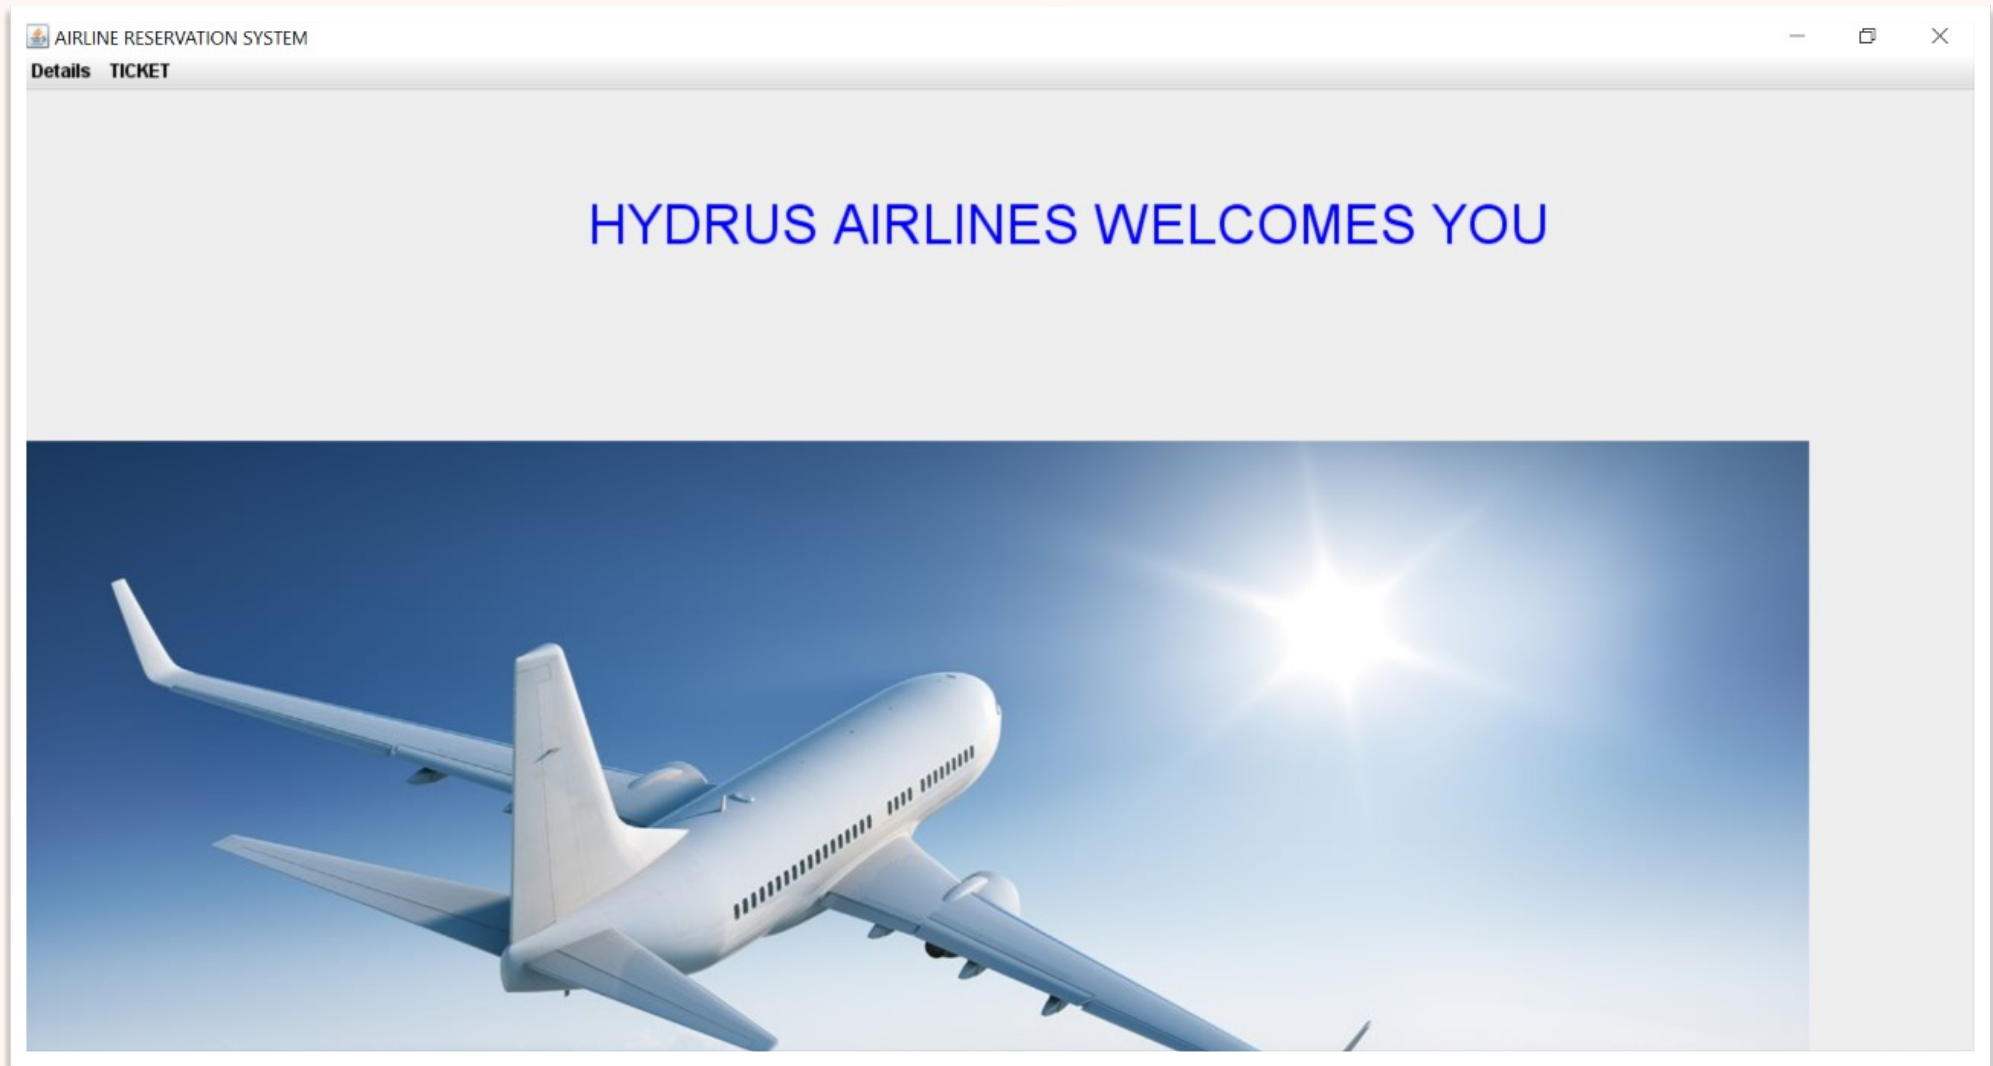 AIRLINE RESERVATION SYSTEM
Details TICKET
HYDRUS AIRLINES WELCOMES YOU